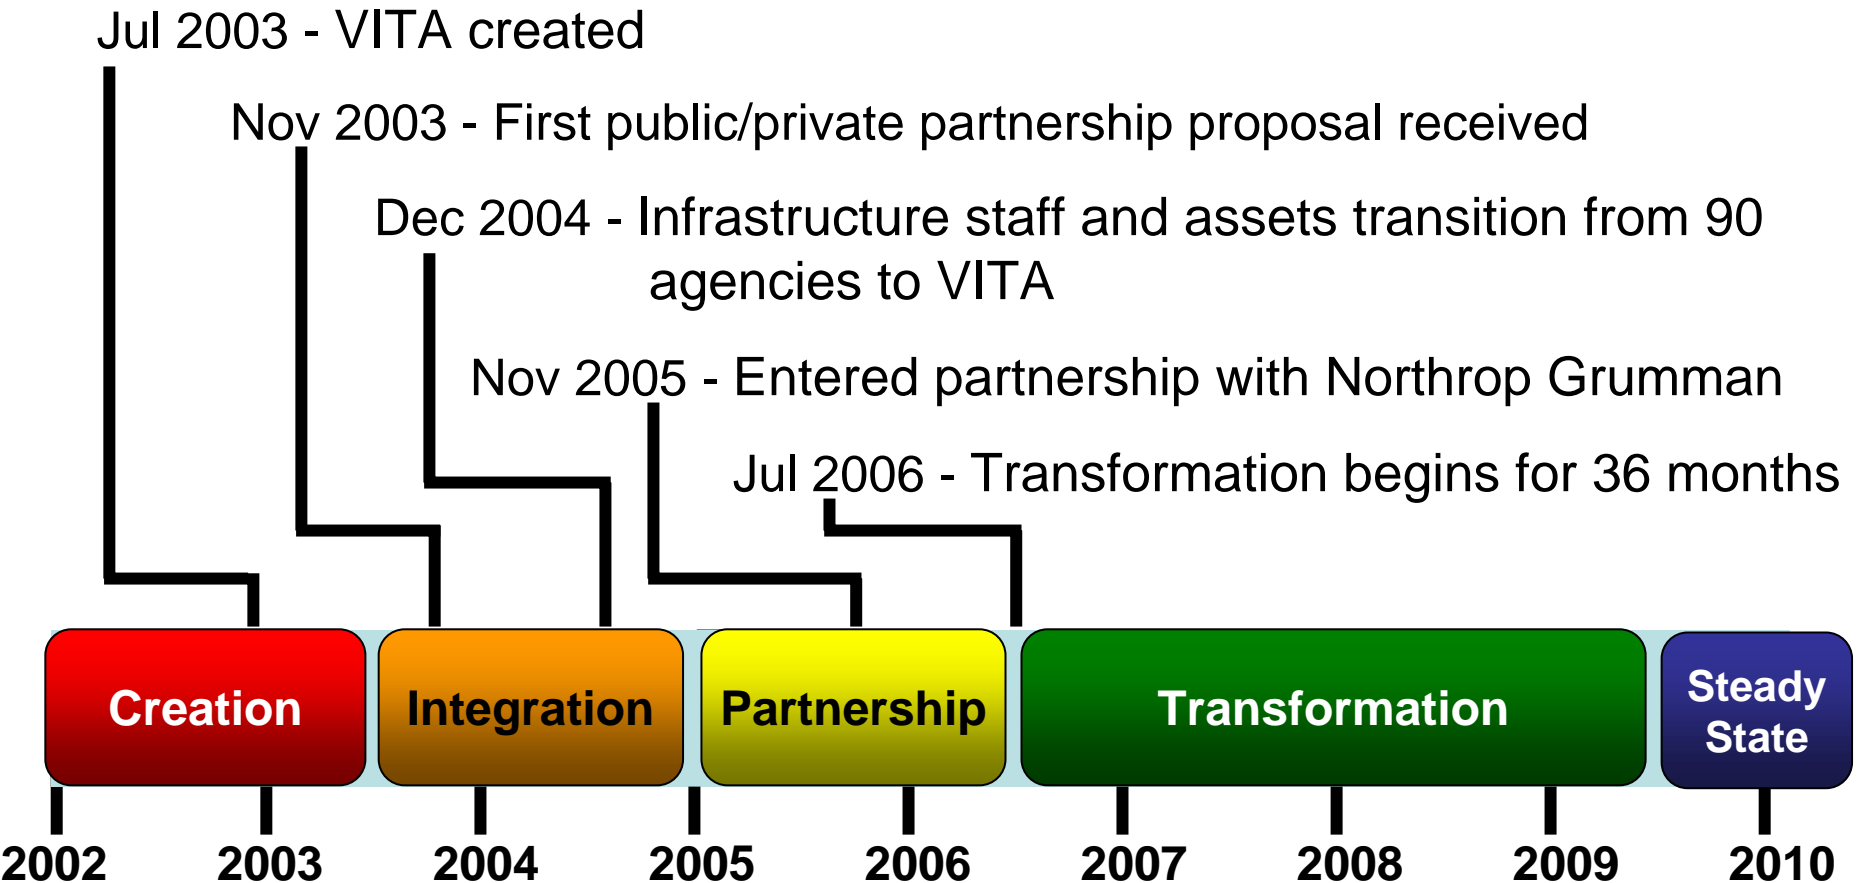 Jul 2003 - VITA created
Nov 2003 - First public/private partnership proposal received
Dec 2004 - Infrastructure staff and assets transition from 90
agencies to VITA
Nov 2005 - Entered partnership with Northrop Grumman
Jul 2006 - Transformation begins for 36 months
Creation
Integration
Partnership
Transformation
Steady
State
2002 2003 2004 2005 2006 2007 2008 2009 2010